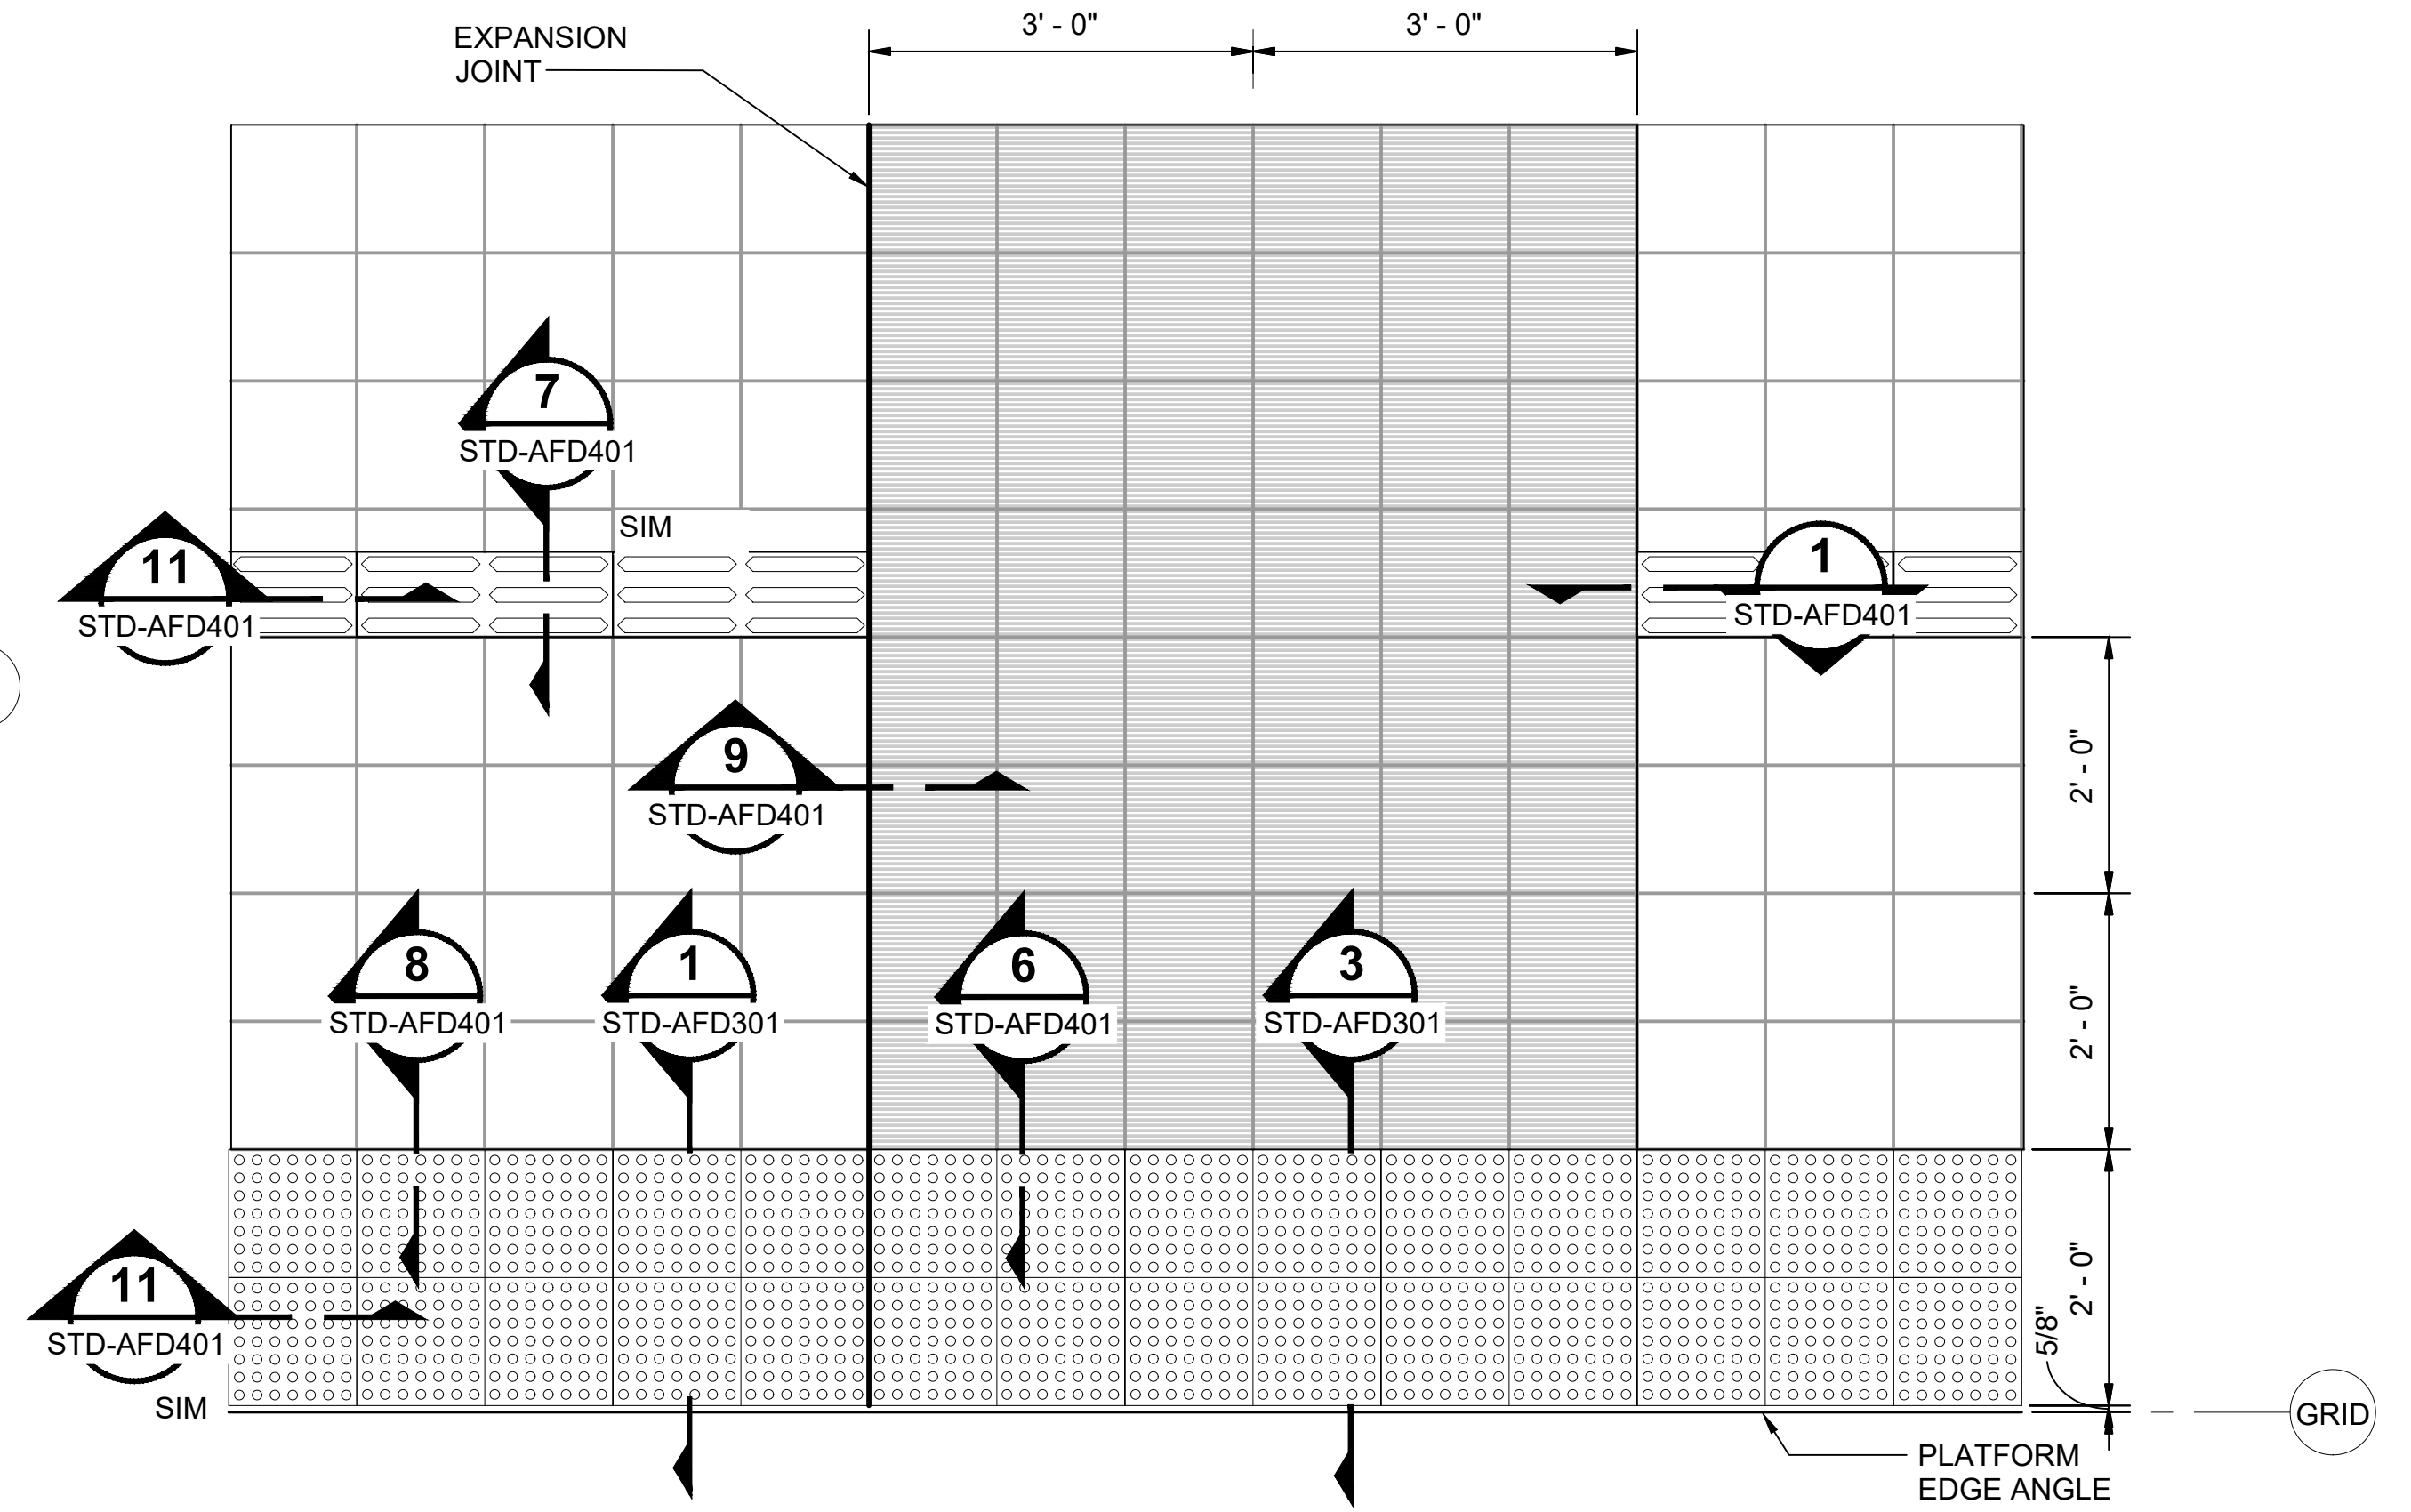 3' - 0"
3' - 0"
EXPANSION
JOINT
7
STD-AFD401
SIM
11
STD-AFD401
1
STD-AFD401
9
STD-AFD401
2' - 0"
8
STD-AFD401
1
STD-AFD301
6
STD-AFD401
3
STD-AFD301
2' - 0"
11
STD-AFD401
SIM
2' - 0"
5/8"
GRID
PLATFORM
EDGE ANGLE